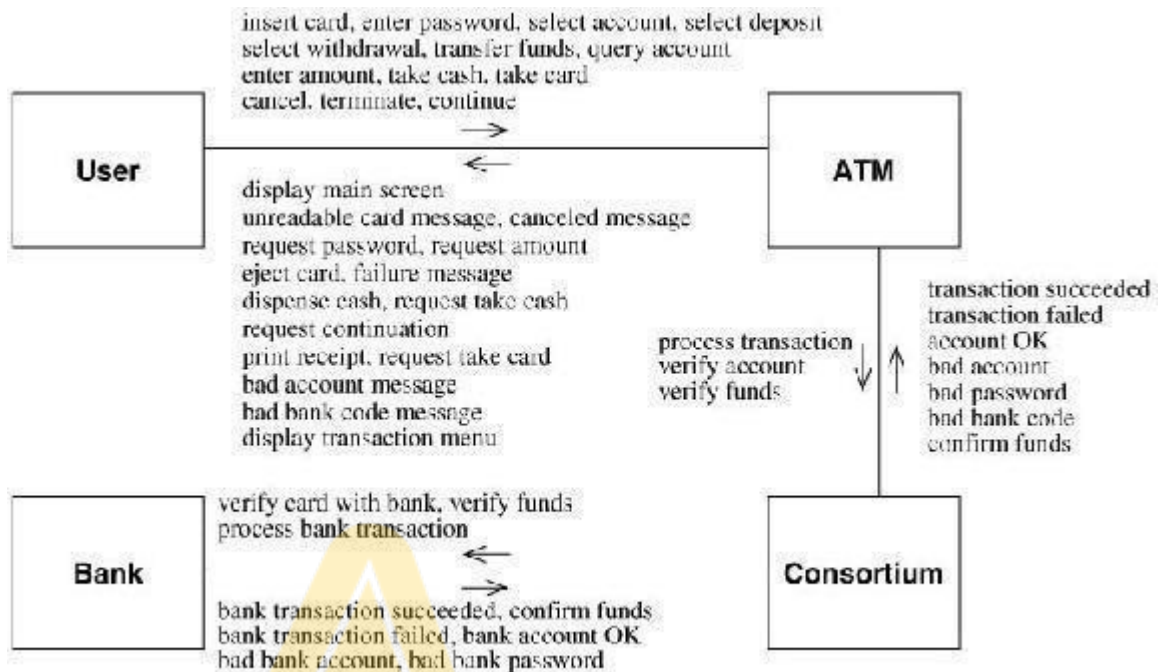 insert card, enter password, select account, select deposit
select withdrawal, transfer funds, query account
enter amount, take cash, take card
cancel, terminate, continue
User
ATM
display main screen
unreadable card message, canceled message
request password, request amount
eject card, failure message
dispense cash, request take cash
request continuation
print receipt, request take card
bad account message
bad bank code message
display transaction menu
process transaction
verify account
verify funds
transaction succeeded
transaction failed
account OK
bad account
bad password
bad bank code
confirm funds
Bank
verify card with bank, verify funds
process bank transaction
bank transaction succeeded, confirm funds
bank transaction failed, bank account OK
bad bank account, bad bank password
Consortium